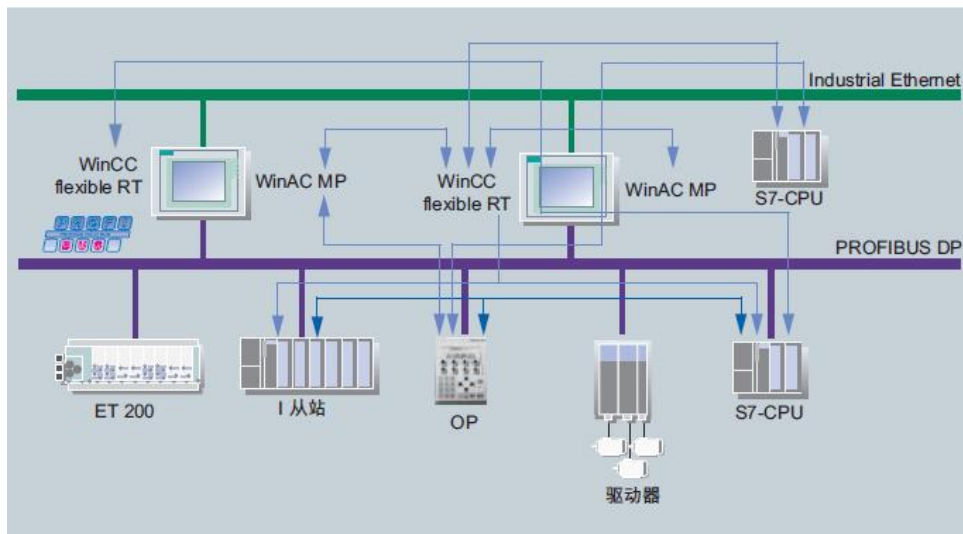 Industrial Ethernet
WinCC
flexible RT
WinAC MP
WinCC
flexible RT
WinAC MP
S7-CPU
PROFIBUS DP
ET 200
I 从站
OP
S7-CPU
驱动器